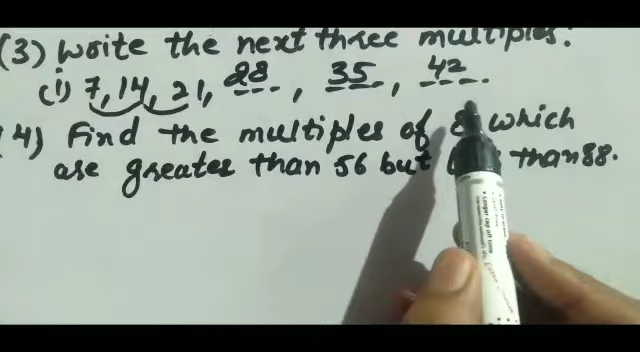 (3) Write the next three multiples.
(i) 7, 14, 21, 28, 35, 42.
4) Find the multiples of 8 which
are greater than 56 but than 88.